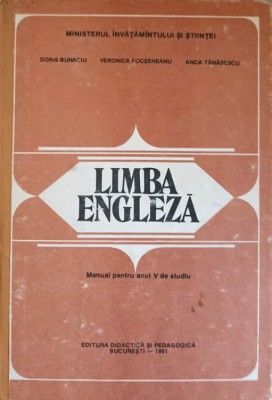 MINISTERUL ÎNVĂȚĂMÎNTULUI ȘI ȘTIINȚEI
DORIS BUNACIU VERONICA FOCȘENEANU ANCA TĂNĂSESCU
LIMBA
ENGLEZĂ
Manual pentru anul V de studiu
EDITURA DIDACTICĂ ȘI PEDAGOGICĂ
BUCUREȘTI — 1991